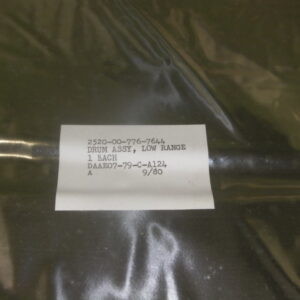 2520-00-776-7644
DRUM ASSY, LOW RANGE
1 EACH
DAAE07-79-C-A124
A 9/80